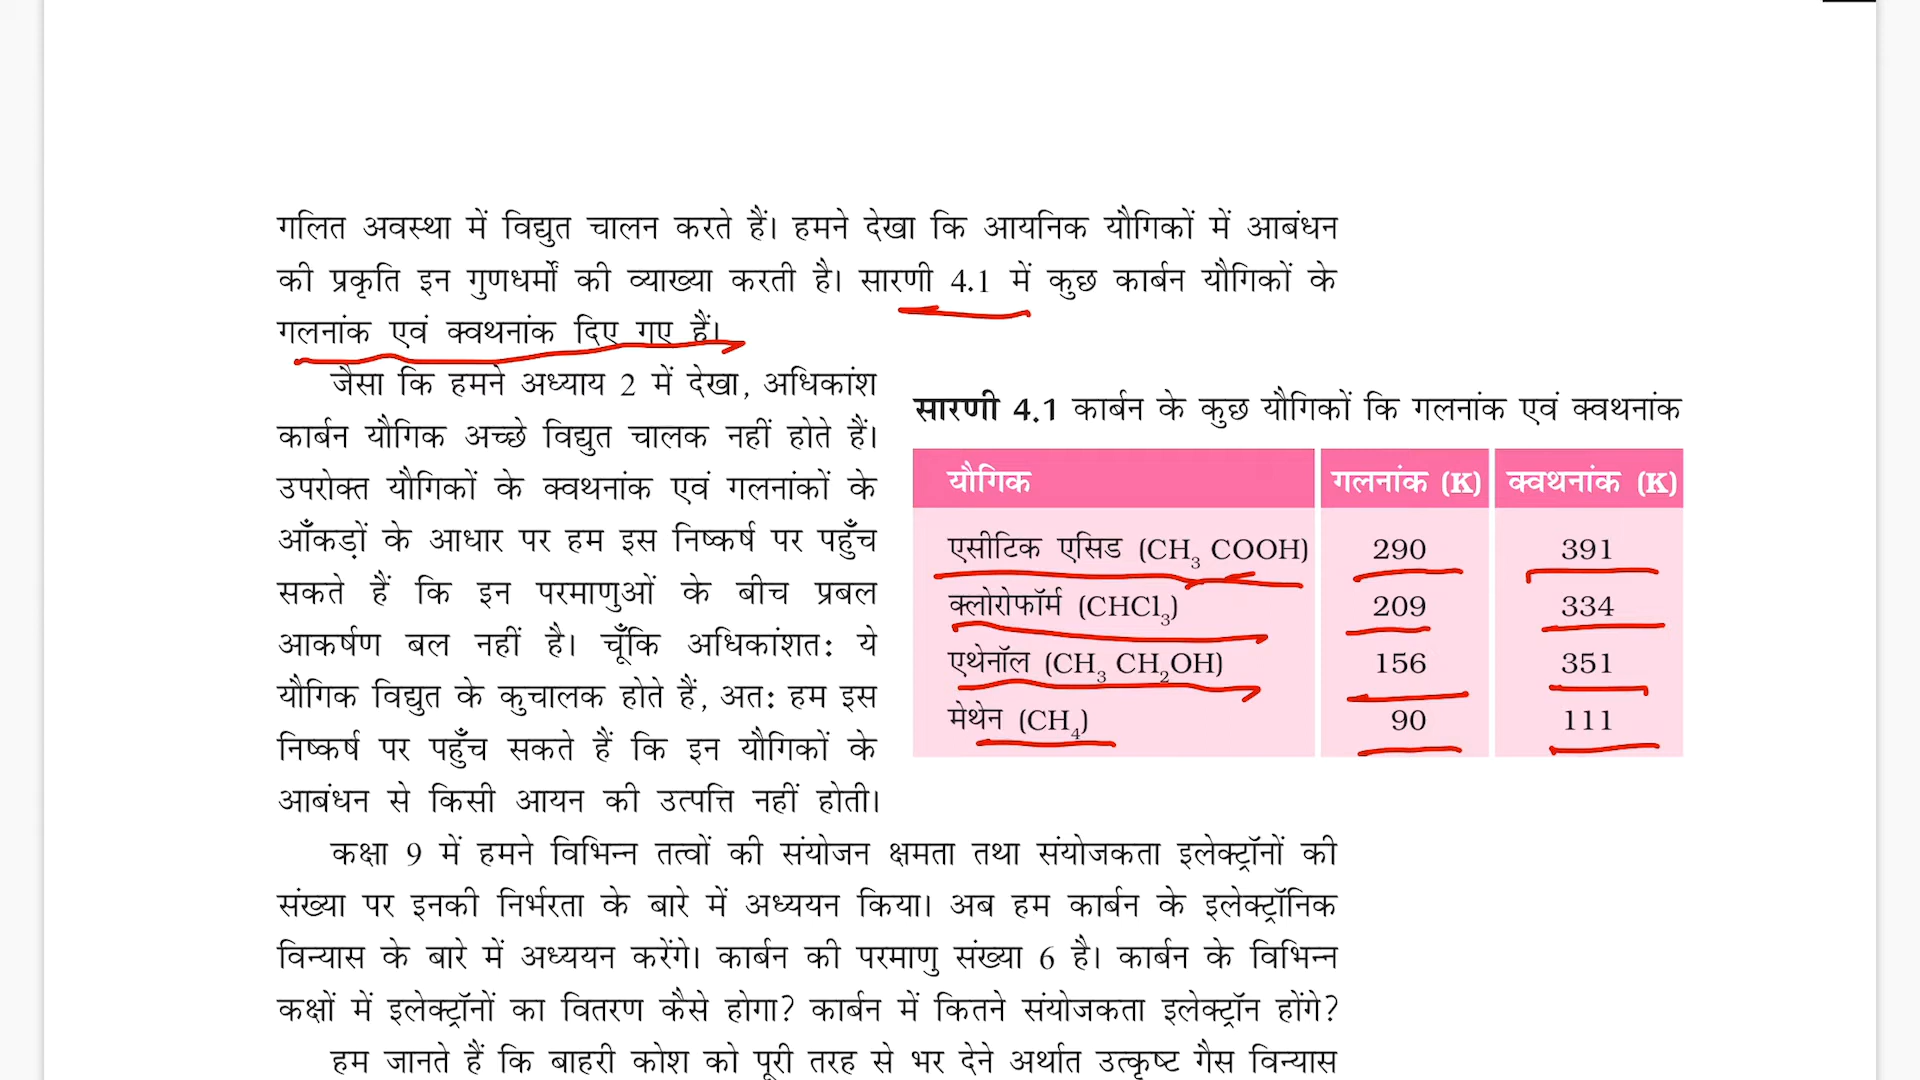 गलित अवस्था में विद्युत चालन करते हैं। हमने देखा कि आयनिक यौगिकों में आबंधन
की प्रकृति इन गुणधर्मों की व्याख्या करती है। सारणी 4.1 में कुछ कार्बन यौगिकों के
गलनांक एवं क्वथनांक दिए गए हैं।
जैसा कि हमने अध्याय 2 में देखा, अधिकांश
कार्बन यौगिक अच्छे विद्युत चालक नहीं होते हैं।
उपरोक्त यौगिकों के क्वथनांक एवं गलनांकों के
आँकड़ों के आधार पर हम इस निष्कर्ष पर पहुँच
सकते हैं कि इन परमाणुओं के बीच प्रबल
आकर्षण बल नहीं है। चूँकि अधिकांशतः ये
यौगिक विद्युत के कुचालक होते हैं, अतः हम इस
निष्कर्ष पर पहुँच सकते हैं कि इन यौगिकों के
आबंधन से किसी आयन की उत्पत्ति नहीं होती।
सारणी 4.1 कार्बन के कुछ यौगिकों कि गलनांक एवं क्वथनांक
यौगिक गलनांक (K) क्वथनांक (K)
एसीटिक एसिड (CH₃ COOH) 290 391
क्लोरोफॉर्म (CHCl₃) 209 334
एथेनॉल (CH₃ CH₂OH) 156 351
मेथेन (CH₄) 90 111
कक्षा 9 में हमने विभिन्न तत्वों की संयोजन क्षमता तथा संयोजकता इलेक्ट्रॉनों की
संख्या पर इनकी निर्भरता के बारे में अध्ययन किया। अब हम कार्बन के इलेक्ट्रॉनिक
विन्यास के बारे में अध्ययन करेंगे। कार्बन की परमाणु संख्या 6 है। कार्बन के विभिन्न
कक्षों में इलेक्ट्रॉनों का वितरण कैसे होगा? कार्बन में कितने संयोजकता इलेक्ट्रॉन होंगे?
हम जानते हैं कि बाहरी कोश को पूरी तरह से भर देने अर्थात उत्कृष्ट गैस विन्यास